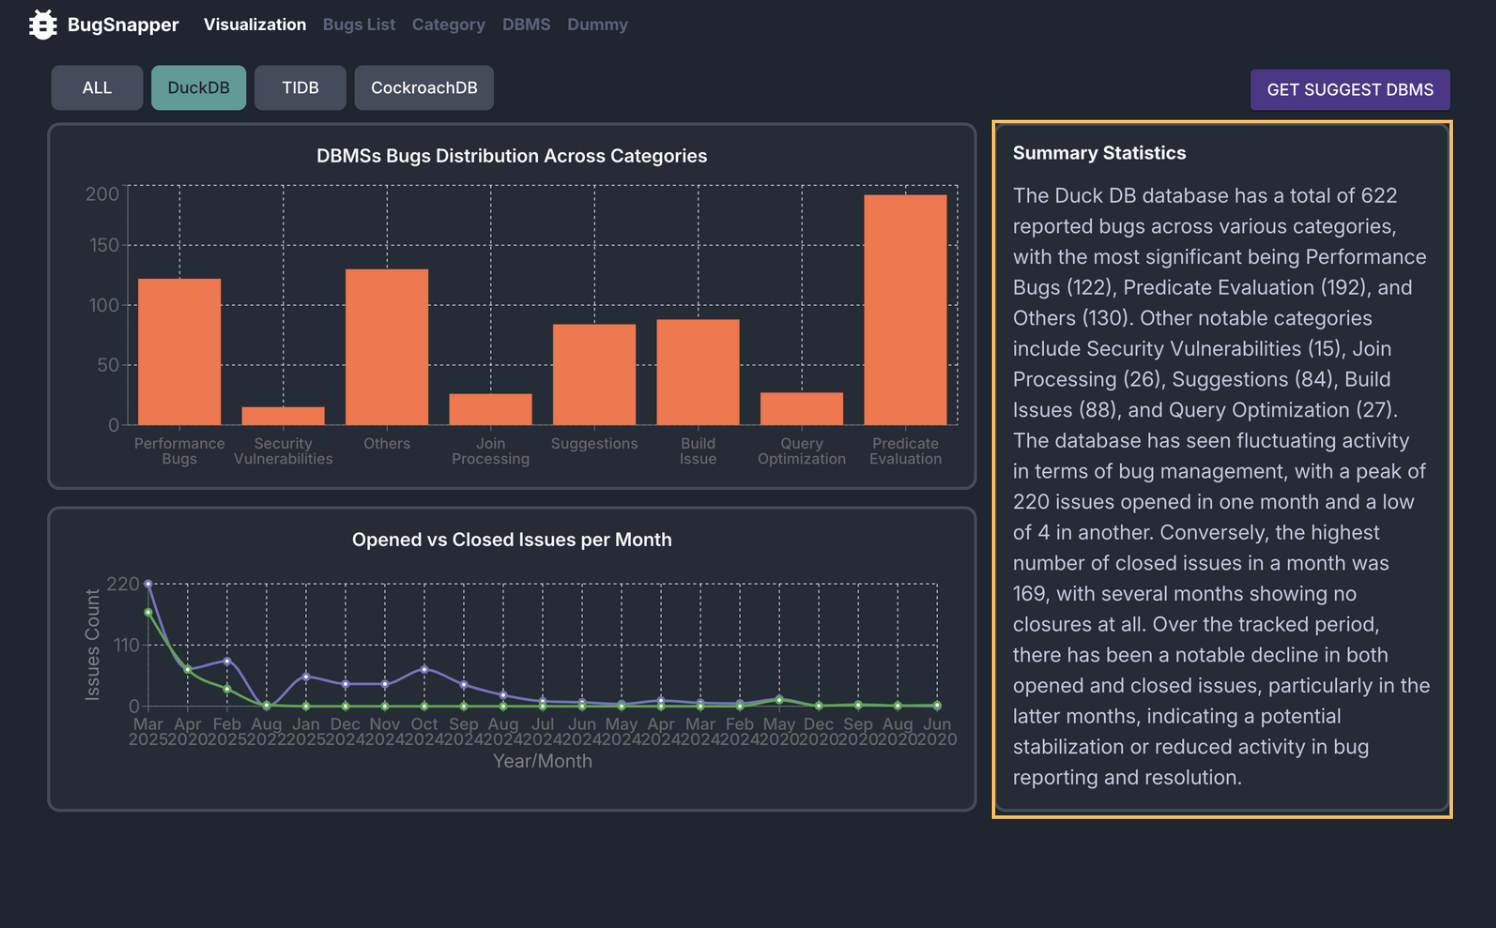 BugSnapper Visualization Bugs List Category DBMS Dummy
ALL DuckDB TIDB CockroachDB
GET SUGGEST DBMS
DBMSs Bugs Distribution Across Categories
200
150
100
50
0
Performance Bugs
Security Vulnerabilities
Others
Join Processing
Suggestions
Build Issue
Query Optimization
Predicate Evaluation
Opened vs Closed Issues per Month
Issues Count
220
110
0
Mar Apr Feb Aug Jan Dec Nov Oct Sep Aug Jul Jun May Apr Mar Feb May Dec Sep Aug Jun
2025 2020 2025 2022 2025 2024 2024 2024 2024 2024 2024 2024 2024 2024 2024 2024 2020 2020 2020 2020 2020
Year/Month
Summary Statistics
The Duck DB database has a total of 622
reported bugs across various categories,
with the most significant being Performance
Bugs (122), Predicate Evaluation (192), and
Others (130). Other notable categories
include Security Vulnerabilities (15), Join
Processing (26), Suggestions (84), Build
Issues (88), and Query Optimization (27).
The database has seen fluctuating activity
in terms of bug management, with a peak of
220 issues opened in one month and a low
of 4 in another. Conversely, the highest
number of closed issues in a month was
169, with several months showing no
closures at all. Over the tracked period,
there has been a notable decline in both
opened and closed issues, particularly in the
latter months, indicating a potential
stabilization or reduced activity in bug
reporting and resolution.